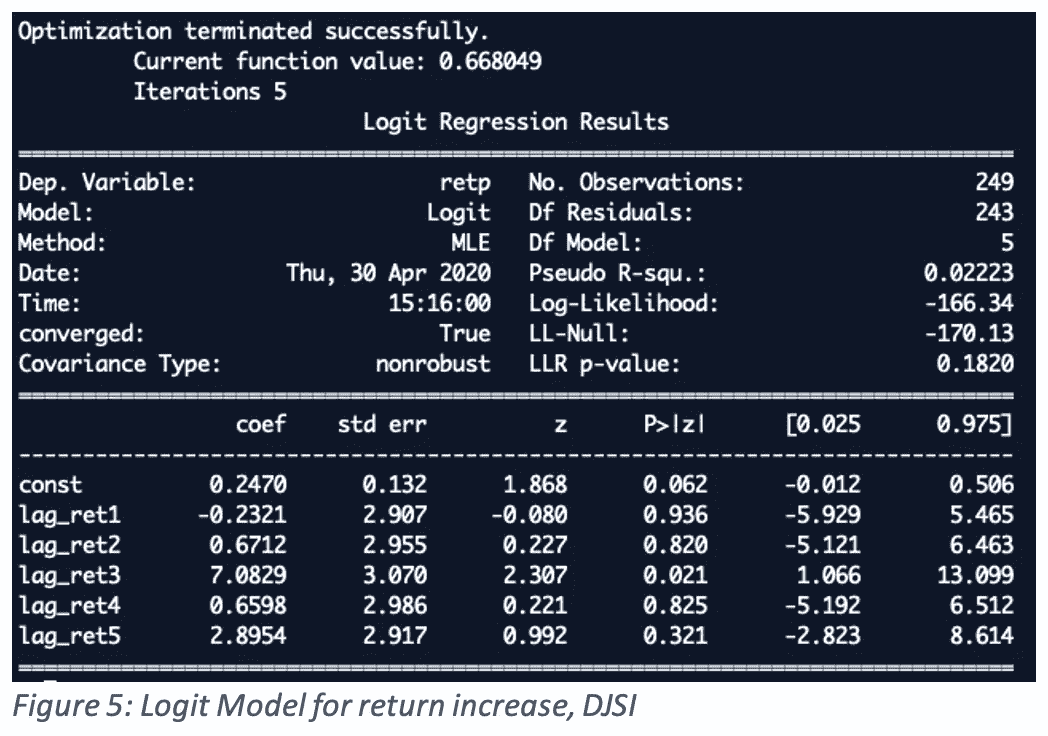 Optimization terminated successfully.
Current function value: 0.668049
Iterations 5
Logit Regression Results
Dep. Variable: retp No. Observations: 249
Model: Logit Df Residuals: 243
Method: MLE Df Model: 5
Date: Thu, 30 Apr 2020 Pseudo R-squ.: 0.02223
Time: 15:16:00 Log-Likelihood: -166.34
converged: True LL-Null: -170.13
Covariance Type: nonrobust LLR p-value: 0.1820
coef std err z P>|z| [0.025 0.975]
const 0.2470 0.132 1.868 0.062 -0.012 0.506
lag_ret1 -0.2321 2.907 -0.080 0.936 -5.929 5.465
lag_ret2 0.6712 2.955 0.227 0.820 -5.121 6.463
lag_ret3 7.0829 3.070 2.307 0.021 1.066 13.099
lag_ret4 0.6598 2.986 0.221 0.825 -5.192 6.512
lag_ret5 2.8954 2.917 0.992 0.321 -2.823 8.614
Figure 5: Logit Model for return increase, DJSI